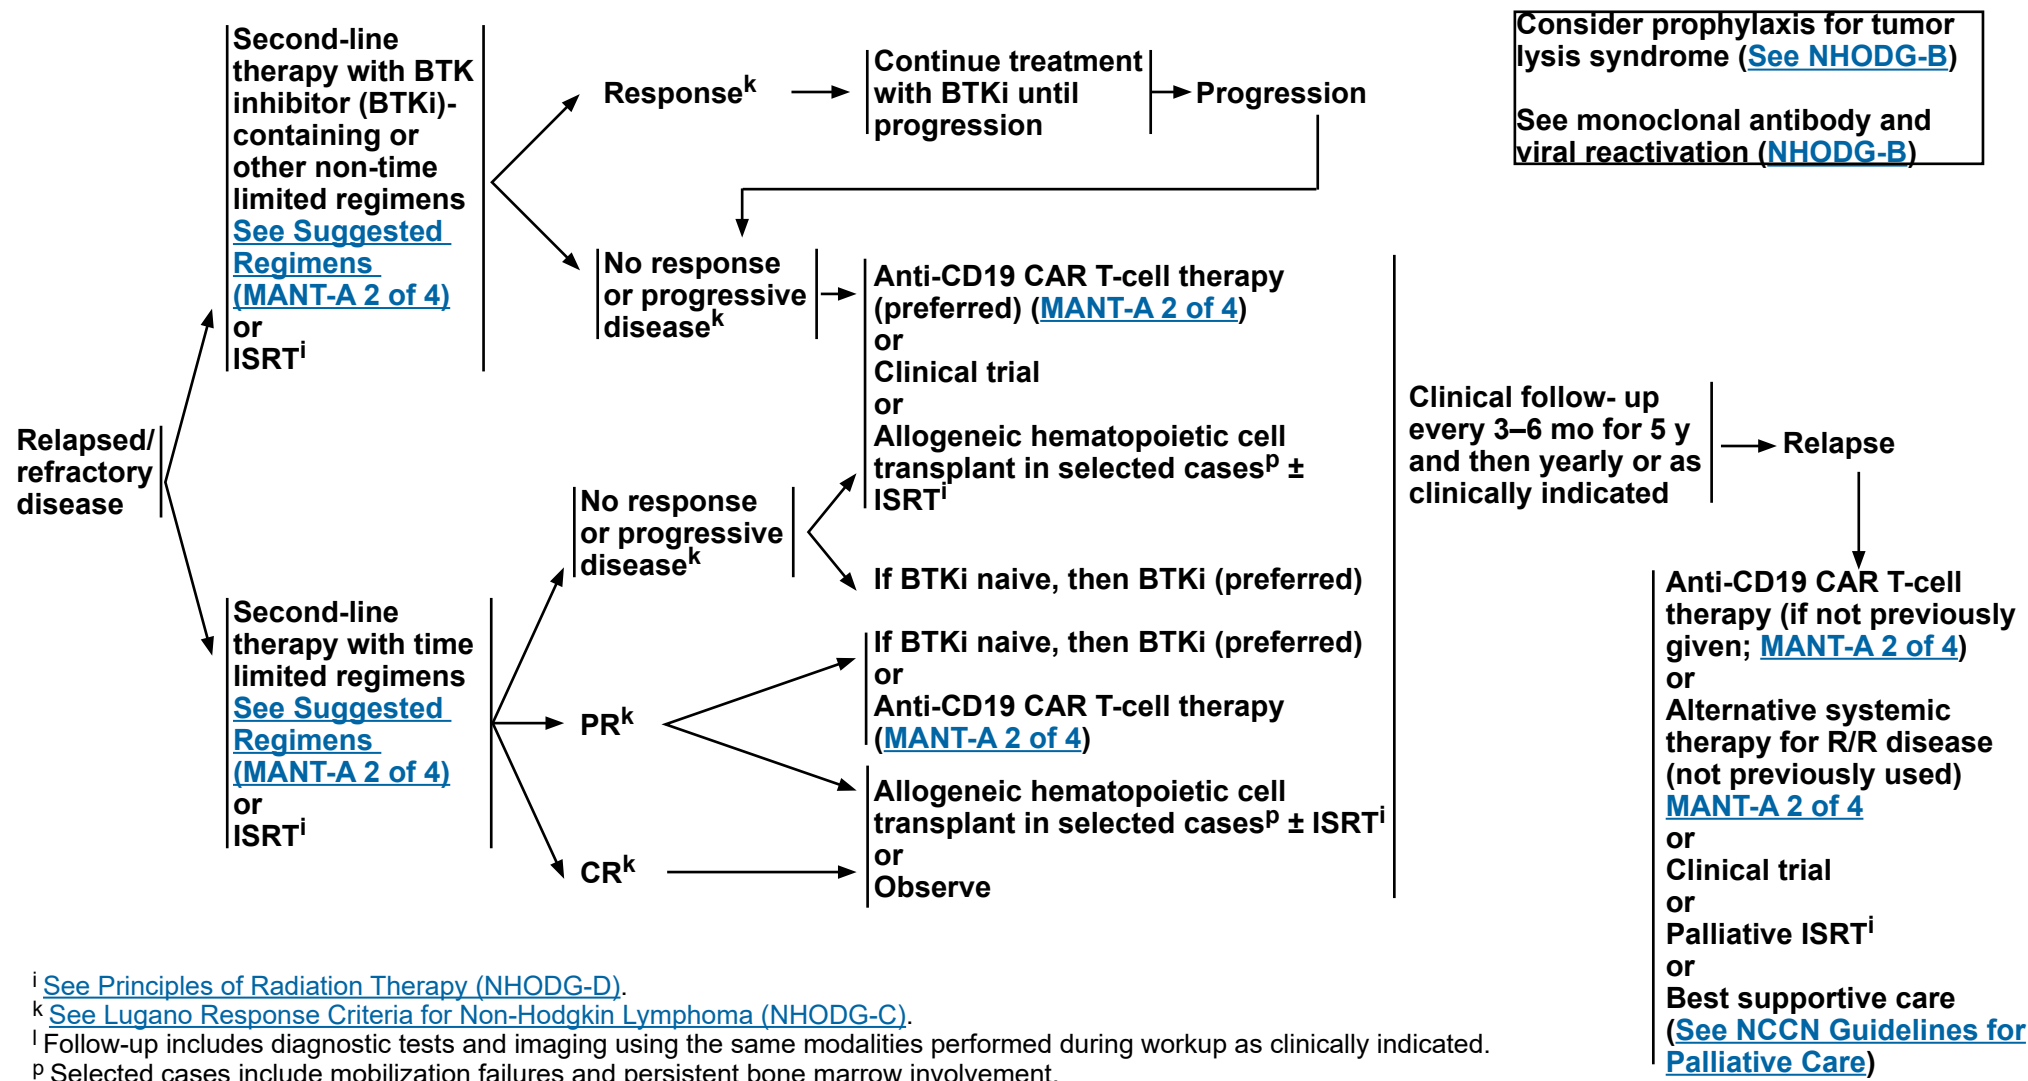 Second-line
therapy with BTK
inhibitor (BTKi)-
containing or
other non-time
limited regimens
See Suggested
Regimens
(MANT-A 2 of 4)
or
ISRTi
Responsek
Continue treatment
with BTKi until
progression
Progression
Consider prophylaxis for tumor
lysis syndrome (See NHODG-B)
See monoclonal antibody and
viral reactivation (NHODG-B)
No response
or progressive
diseasek
Anti-CD19 CAR T-cell therapy
(preferred) (MANT-A 2 of 4)
or
Clinical trial
or
Allogeneic hematopoietic cell
transplant in selected casesp ±
ISRTi
Relapsed/
refractory
disease
Second-line
therapy with time
limited regimens
See Suggested
Regimens
(MANT-A 2 of 4)
or
ISRTi
No response
or progressive
diseasek
If BTKi naive, then BTKi (preferred)
PRk
If BTKi naive, then BTKi (preferred)
or
Anti-CD19 CAR T-cell therapy
(MANT-A 2 of 4)
CRk
Allogeneic hematopoietic cell
transplant in selected casesp ± ISRTi
or
Observe
Clinical follow- up
every 3–6 mo for 5 y
and then yearly or as
clinically indicated
Relapse
Anti-CD19 CAR T-cell
therapy (if not previously
given; MANT-A 2 of 4)
or
Alternative systemic
therapy for R/R disease
(not previously used)
MANT-A 2 of 4
or
Clinical trial
or
Palliative ISRTi
or
Best supportive care
(See NCCN Guidelines for
Palliative Care)
i See Principles of Radiation Therapy (NHODG-D).
k See Lugano Response Criteria for Non-Hodgkin Lymphoma (NHODG-C).
l Follow-up includes diagnostic tests and imaging using the same modalities performed during workup as clinically indicated.
p Selected cases include mobilization failures and persistent bone marrow involvement.